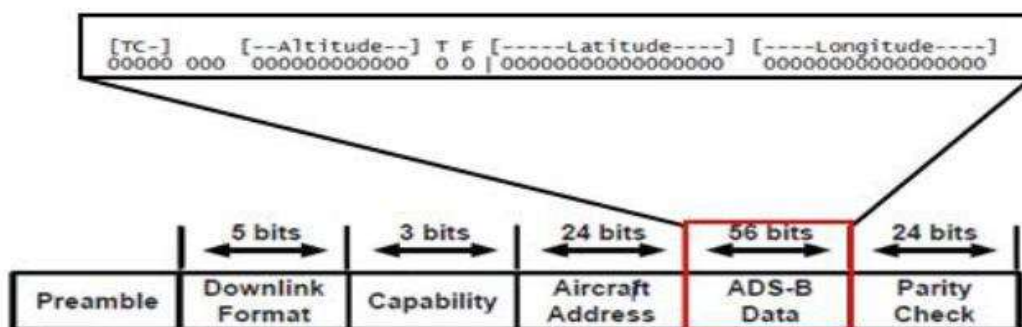 [TC-] [--Altitude--] T F [-----Latitude----] [----Longitude----]
00000 000 000000000000 0 0 |00000000000000000 00000000000000000
5 bits 3 bits 24 bits 56 bits 24 bits
Preamble Downlink Format Capability Aircraft Address ADS-B Data Parity Check